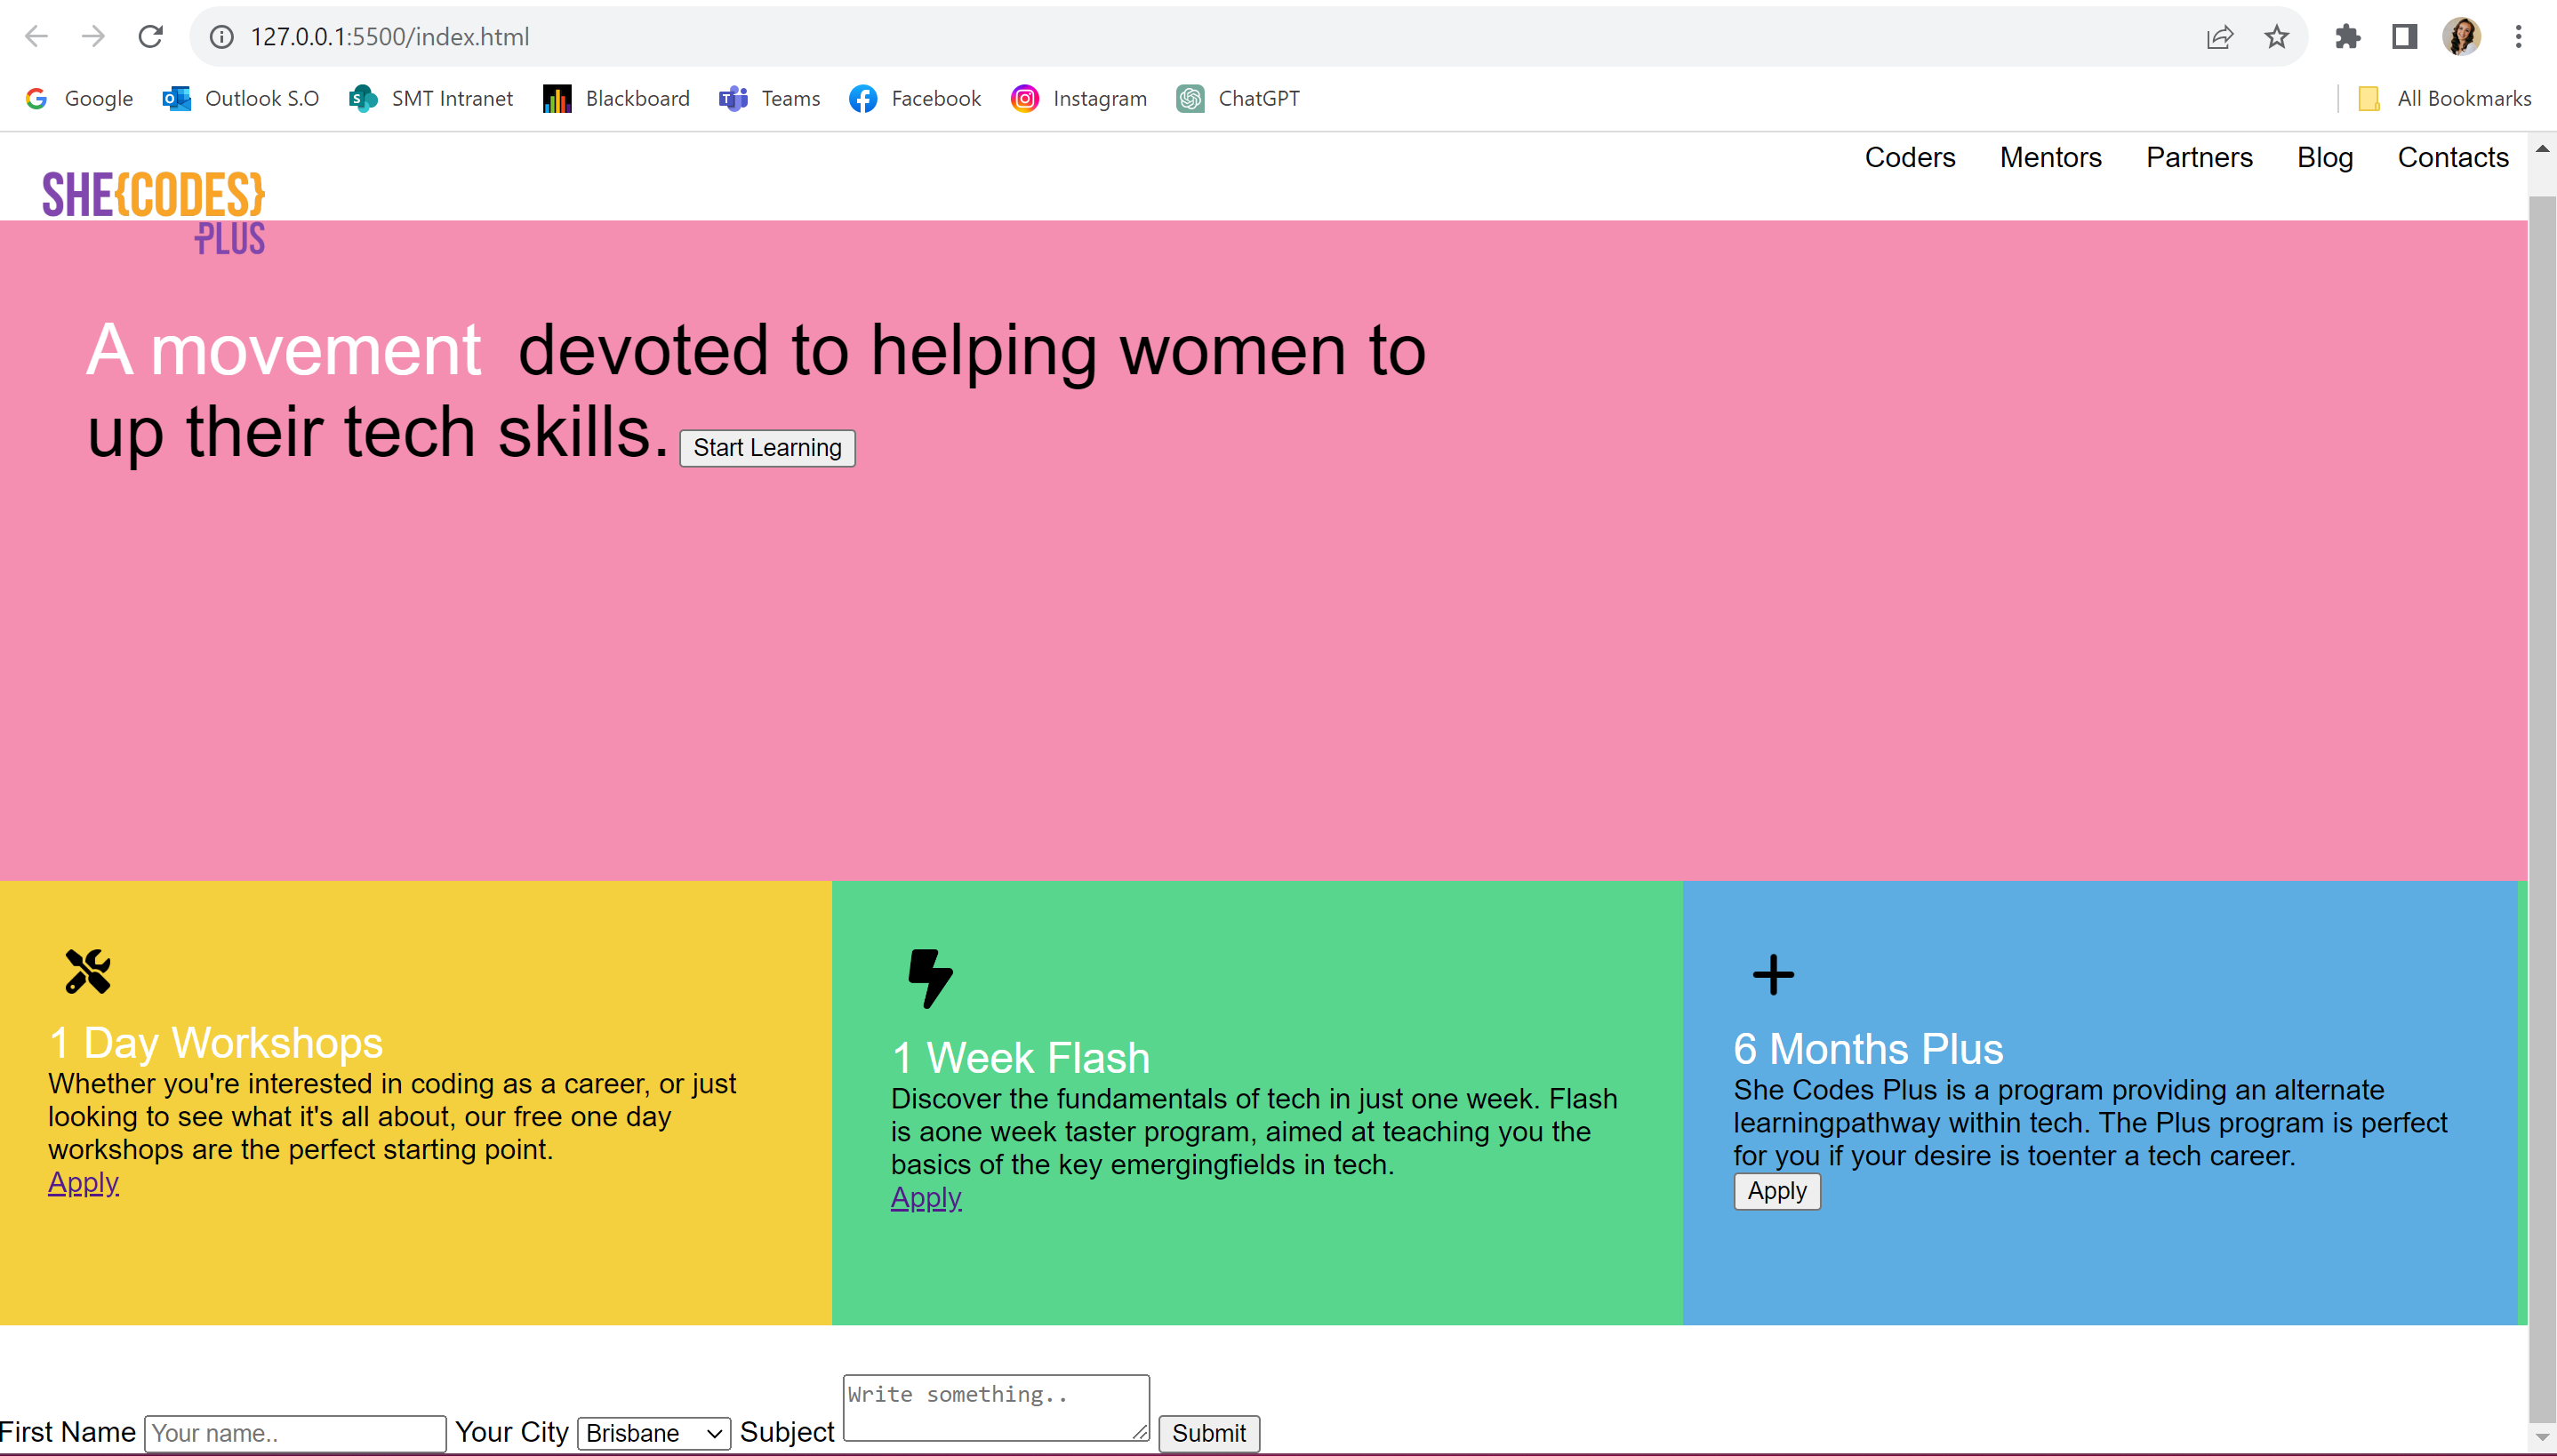 127.0.0.1:5500/index.html
Google Outlook S.O SMT Intranet Blackboard Teams Facebook Instagram ChatGPT All Bookmarks
Coders Mentors Partners Blog Contacts
SHE{CODES}
PLUS
A movement devoted to helping women to
up their tech skills. Start Learning
1 Day Workshops
Whether you're interested in coding as a career, or just
looking to see what it's all about, our free one day
workshops are the perfect starting point.
Apply
1 Week Flash
Discover the fundamentals of tech in just one week. Flash
is aone week taster program, aimed at teaching you the
basics of the key emergingfields in tech.
Apply
6 Months Plus
She Codes Plus is a program providing an alternate
learningpathway within tech. The Plus program is perfect
for you if your desire is toenter a tech career.
Apply
Write something..
First Name Your name.. Your City Brisbane Subject Submit